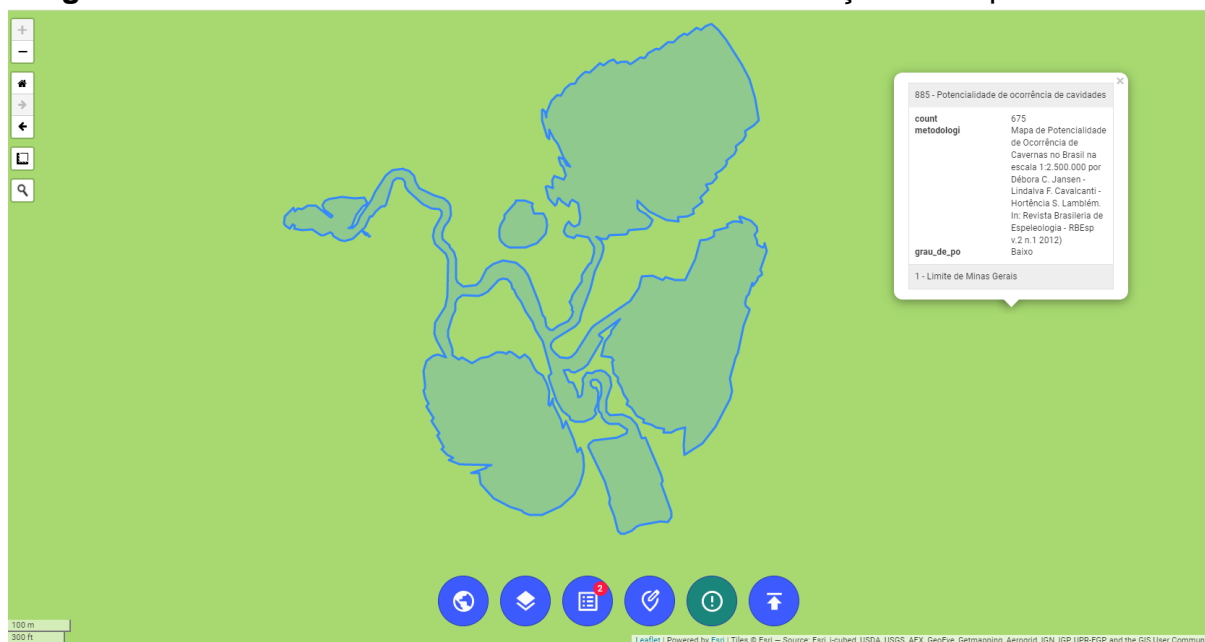 885 - Potencialidade de ocorrência de cavidades
count 675
metodologi Mapa de Potencialidade
de Ocorrência de
Cavernas no Brasil na
escala 1:2.500.000 por
Débora C. Jansen -
Lindalva F. Cavalcanti -
Hortência S. Lamblém.
In: Revista Brasileria de
Espeleologia - RBEsp
v.2 n.1 2012)
grau_de_po Baixo
1 - Limite de Minas Gerais
2
100 m
300 ft
Leaflet | Powered by Esri | Tiles © Esri — Source: Esri, i-cubed, USDA, USGS, AEX, GeoEye, Getmapping, Aerogrid, IGN, IGP, UPR-EGP, and the GIS User Commun